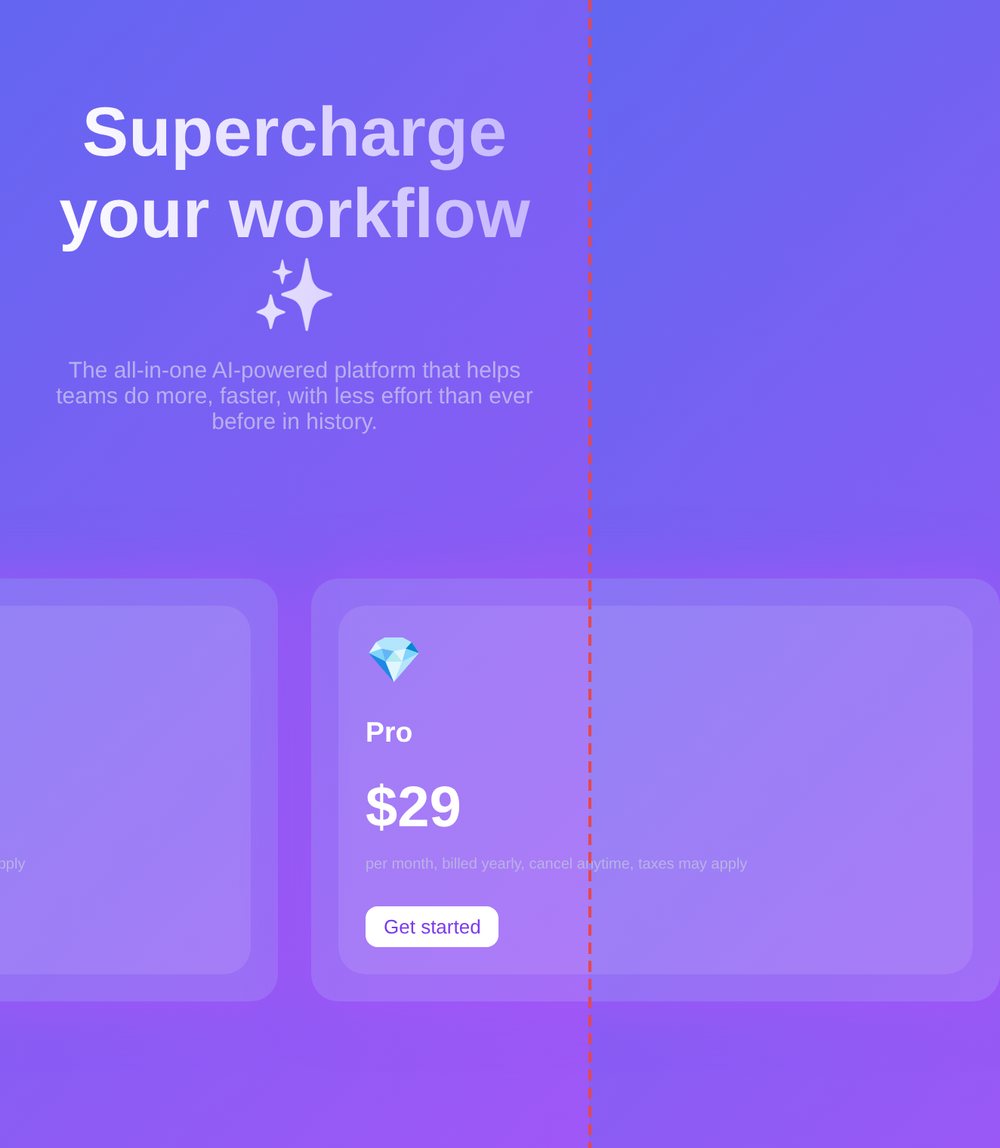 Supercharge
your workflow
✨
The all-in-one AI-powered platform that helps
teams do more, faster, with less effort than ever
before in history.
💎
Pro
$29
per month, billed yearly, cancel anytime, taxes may apply
Get started